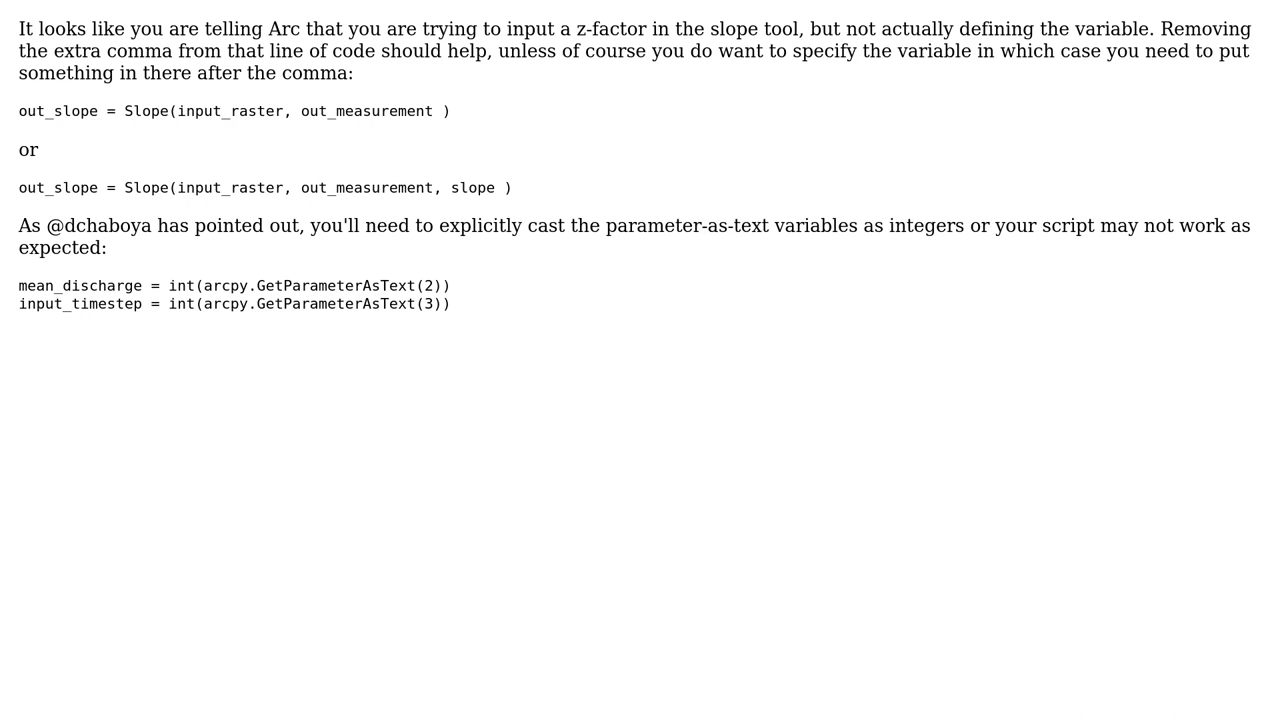 It looks like you are telling Arc that you are trying to input a z-factor in the slope tool, but not actually defining the variable. Removing
the extra comma from that line of code should help, unless of course you do want to specify the variable in which case you need to put
something in there after the comma:
out_slope = Slope(input_raster, out_measurement )
or
out_slope = Slope(input_raster, out_measurement, slope )
As @dchaboya has pointed out, you'll need to explicitly cast the parameter-as-text variables as integers or your script may not work as
expected:
mean_discharge = int(arcpy.GetParameterAsText(2))
input_timestep = int(arcpy.GetParameterAsText(3))